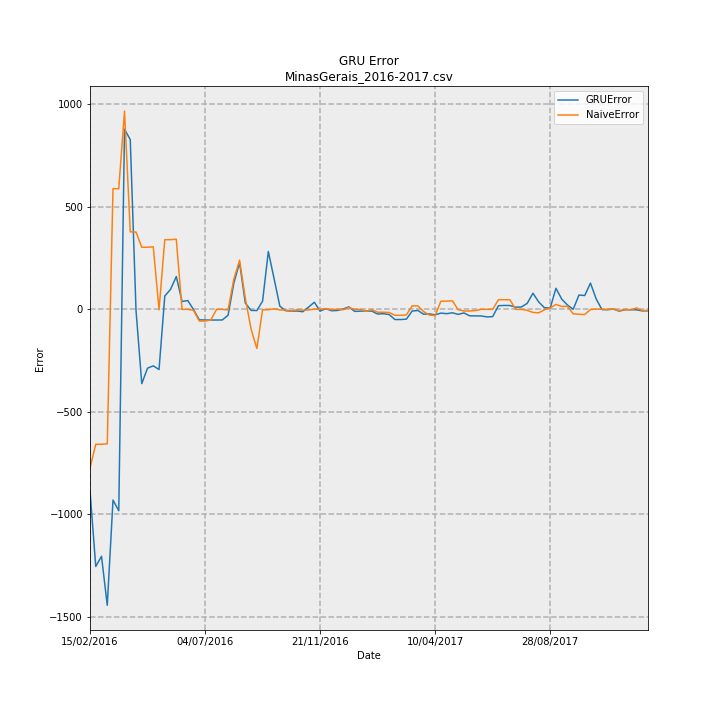 GRU Error
MinasGerais_2016-2017.csv
GRUError
NaiveError
1000
500
0
−500
−1000
−1500
Error
15/02/2016
04/07/2016
21/11/2016
10/04/2017
28/08/2017
Date